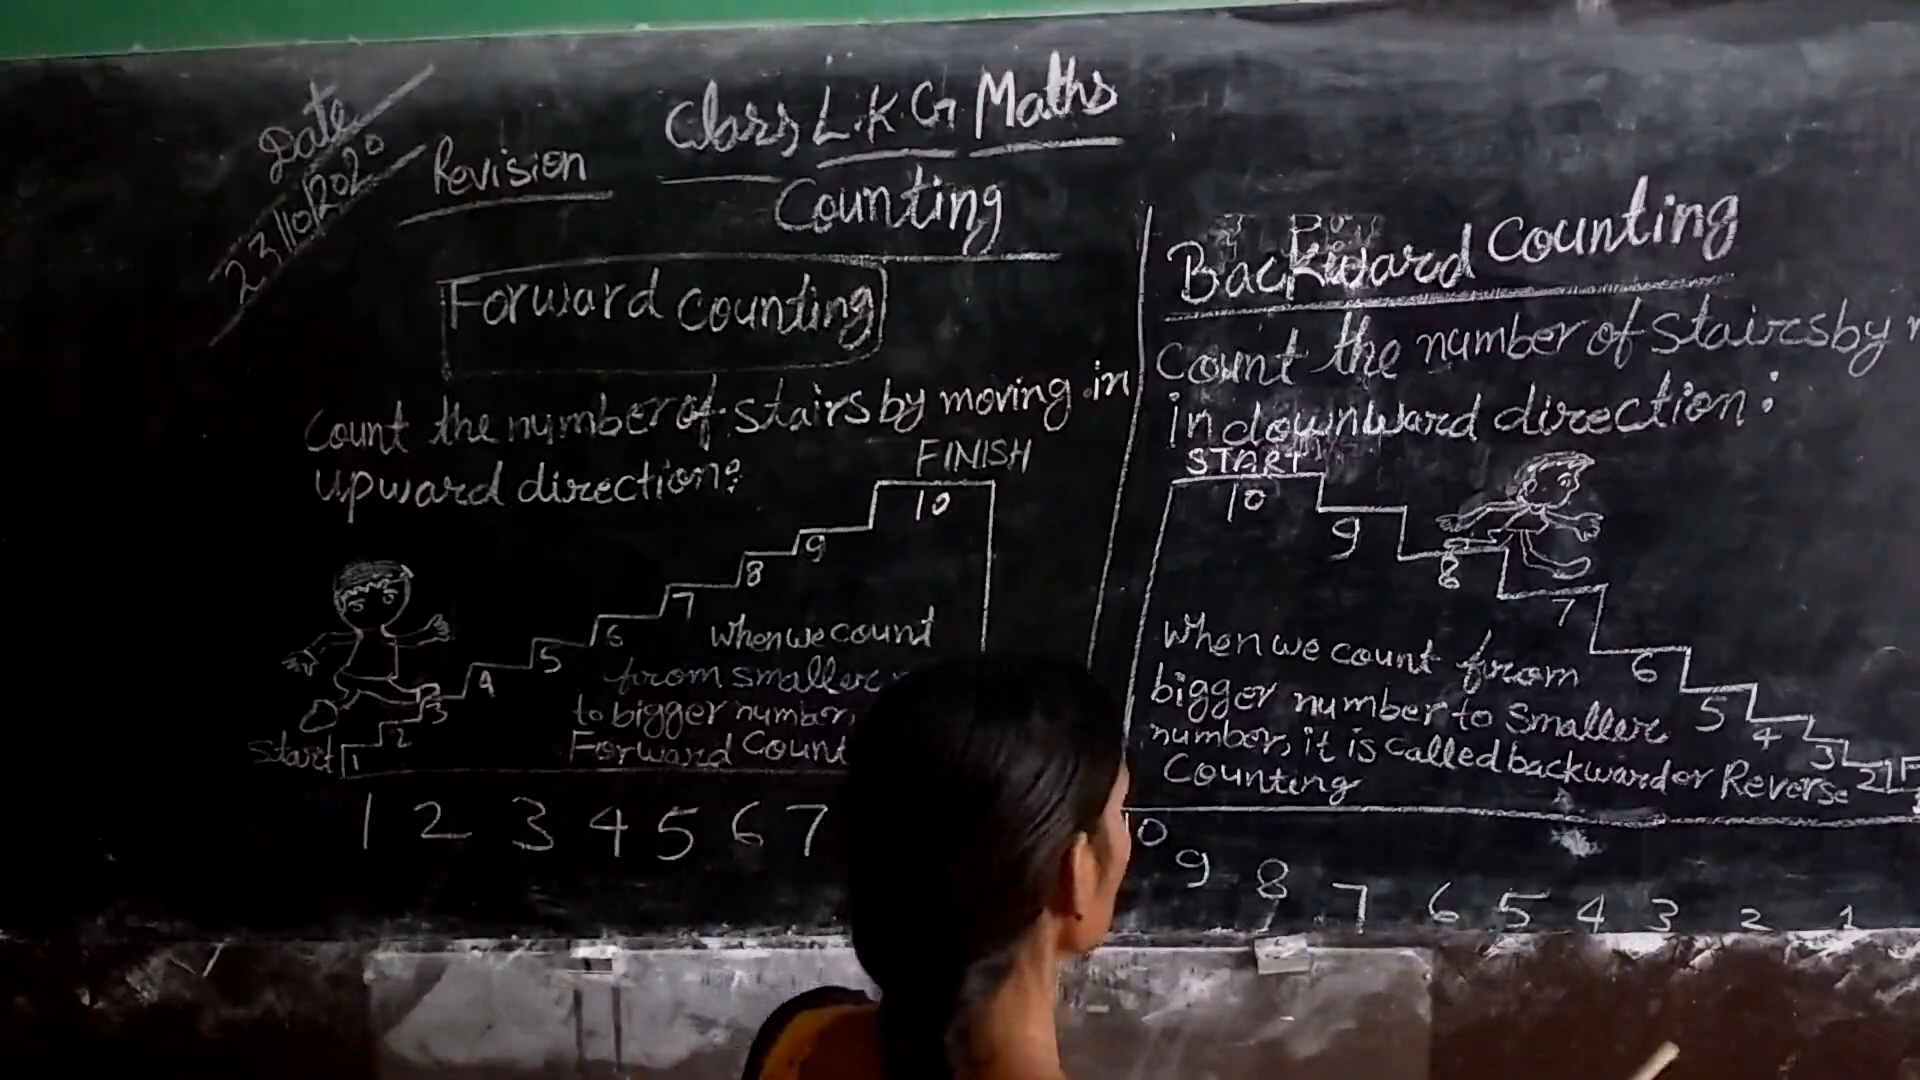 Date
23/10/2020
Revision
Class L.K.G Maths
Counting
Forward Counting
Count the number of stairs by moving in
upward direction:
FINISH
10
9
8
7
6
5
4
3
2
Start 1
When we count
from smaller
to bigger number,
Forward Count
1 2 3 4 5 6 7
Backward Counting
Count the number of stairs by
in downward direction:
START
10
9
8
7
6
5
4
3
2 1
When we count from
bigger number to smaller
number, it is called backward or Reverse
Counting
0 9 8 7 6 5 4 3 2 1